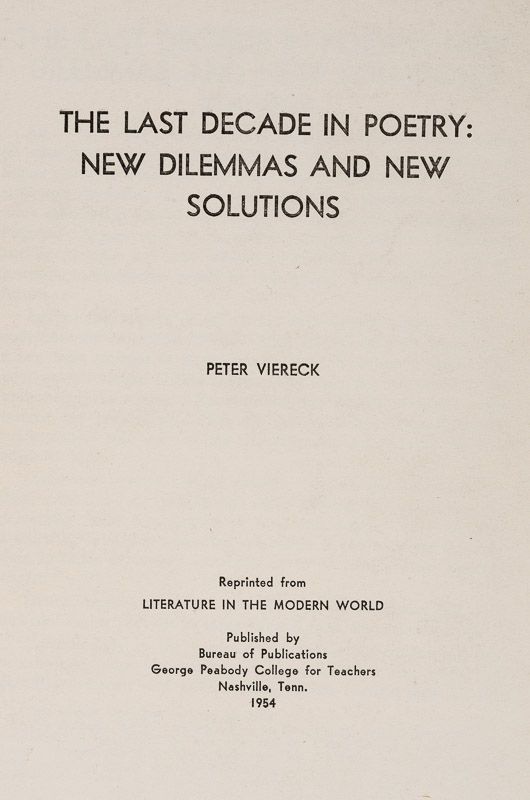 THE LAST DECADE IN POETRY:
NEW DILEMMAS AND NEW
SOLUTIONS
PETER VIERECK
Reprinted from
LITERATURE IN THE MODERN WORLD
Published by
Bureau of Publications
George Peabody College for Teachers
Nashville, Tenn.
1954